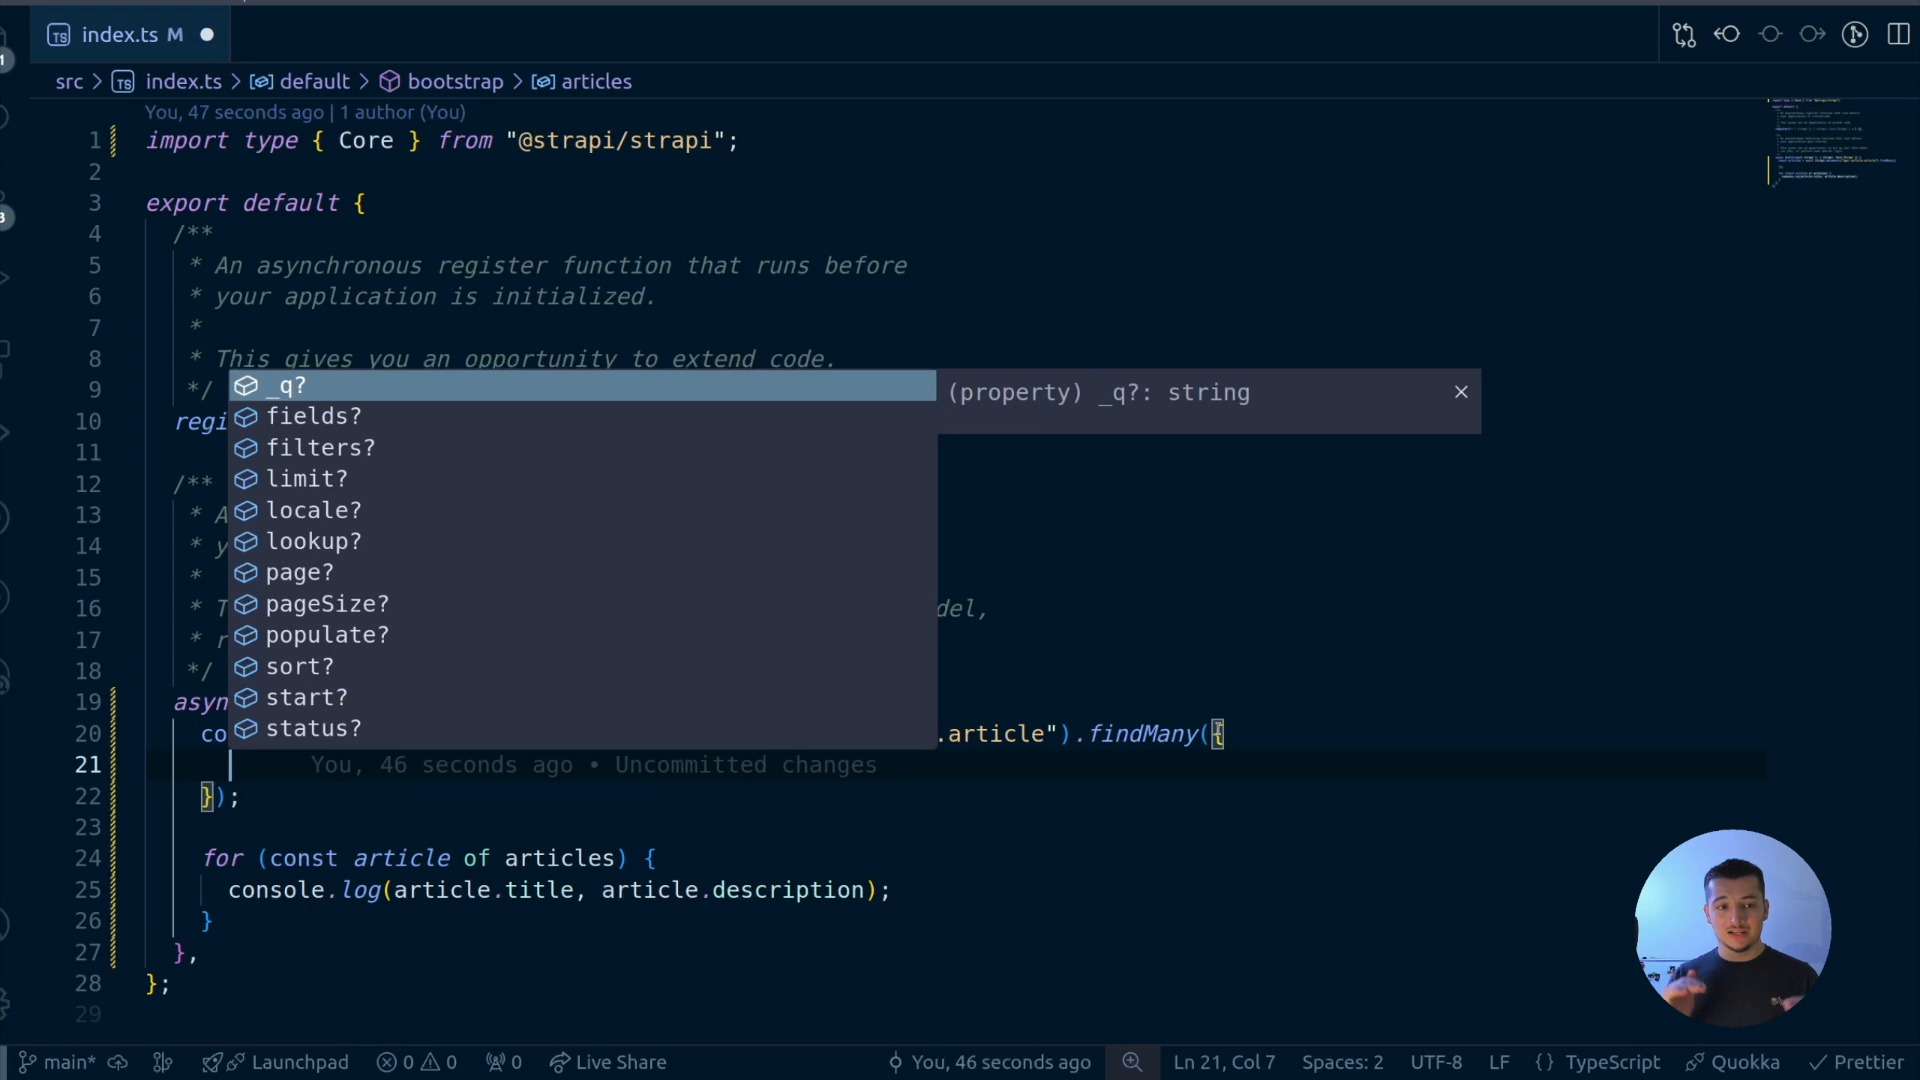 index.ts M
src > index.ts > default > bootstrap > articles
You, 47 seconds ago | 1 author (You)
1 import type { Core } from "@strapi/strapi";
2
3 export default {
4 /**
5 * An asynchronous register function that runs before
6 * your application is initialized.
7 *
8 * This gives you an opportunity to extend code.
9 */
_q?
(property) _q?: string
fields?
10 regi
filters?
11
limit?
12 /**
locale?
13 * A
lookup?
14 * y
page?
15 *
pageSize?
16 * T
del,
populate?
17 * r
sort?
18 */
start?
19 asyn
status?
20 co
.article").findMany({
21 You, 46 seconds ago • Uncommitted changes
22 });
23
24 for (const article of articles) {
25 console.log(article.title, article.description);
26 }
27 },
28 };
29
main* Launchpad 0 0 0 Live Share You, 46 seconds ago Ln 21, Col 7 Spaces: 2 UTF-8 LF {} TypeScript Quokka Prettier